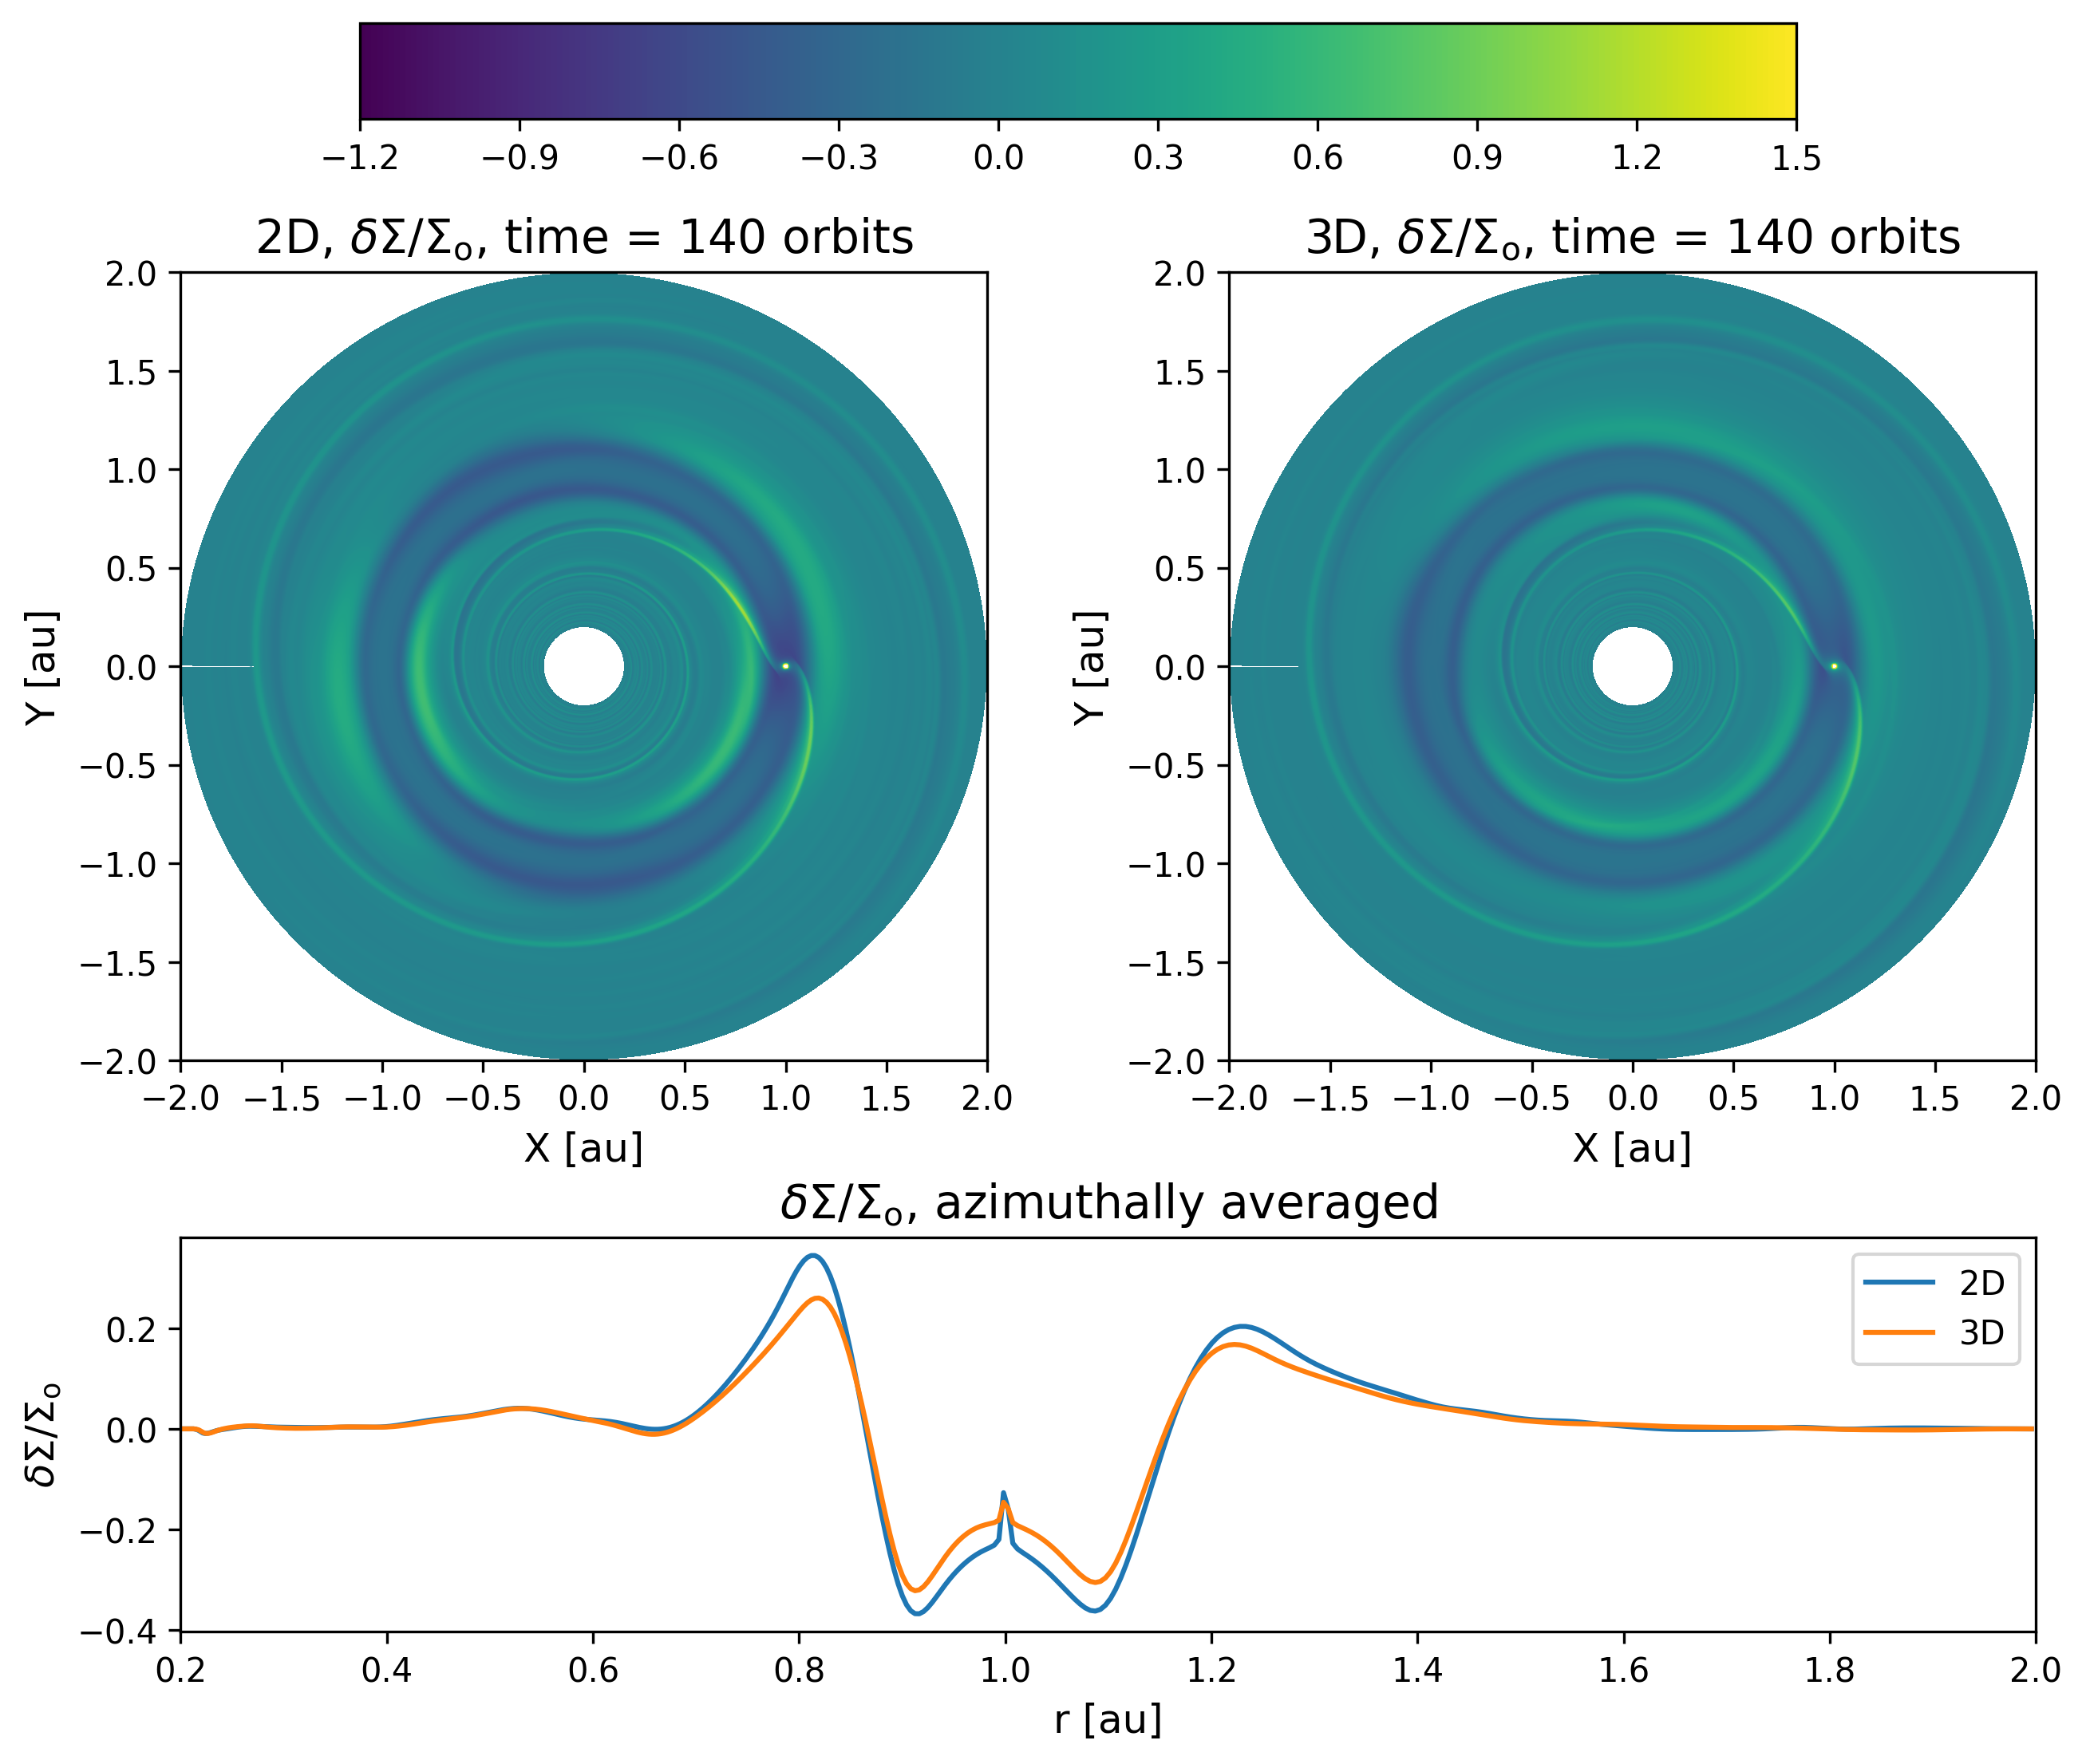 −1.2 −0.9 −0.6 −0.3 0.0 0.3 0.6 0.9 1.2 1.5
2D, δΣ/Σₒ, time = 140 orbits
2.0
1.5
1.0
0.5
0.0
−0.5
−1.0
−1.5
−2.0
Y [au]
−2.0 −1.5 −1.0 −0.5 0.0 0.5 1.0 1.5 2.0
X [au]
3D, δΣ/Σₒ, time = 140 orbits
2.0
1.5
1.0
0.5
0.0
−0.5
−1.0
−1.5
−2.0
Y [au]
−2.0 −1.5 −1.0 −0.5 0.0 0.5 1.0 1.5 2.0
X [au]
δΣ/Σₒ, azimuthally averaged
2D
3D
0.2
0.0
−0.2
−0.4
δΣ/Σₒ
0.2 0.4 0.6 0.8 1.0 1.2 1.4 1.6 1.8 2.0
r [au]